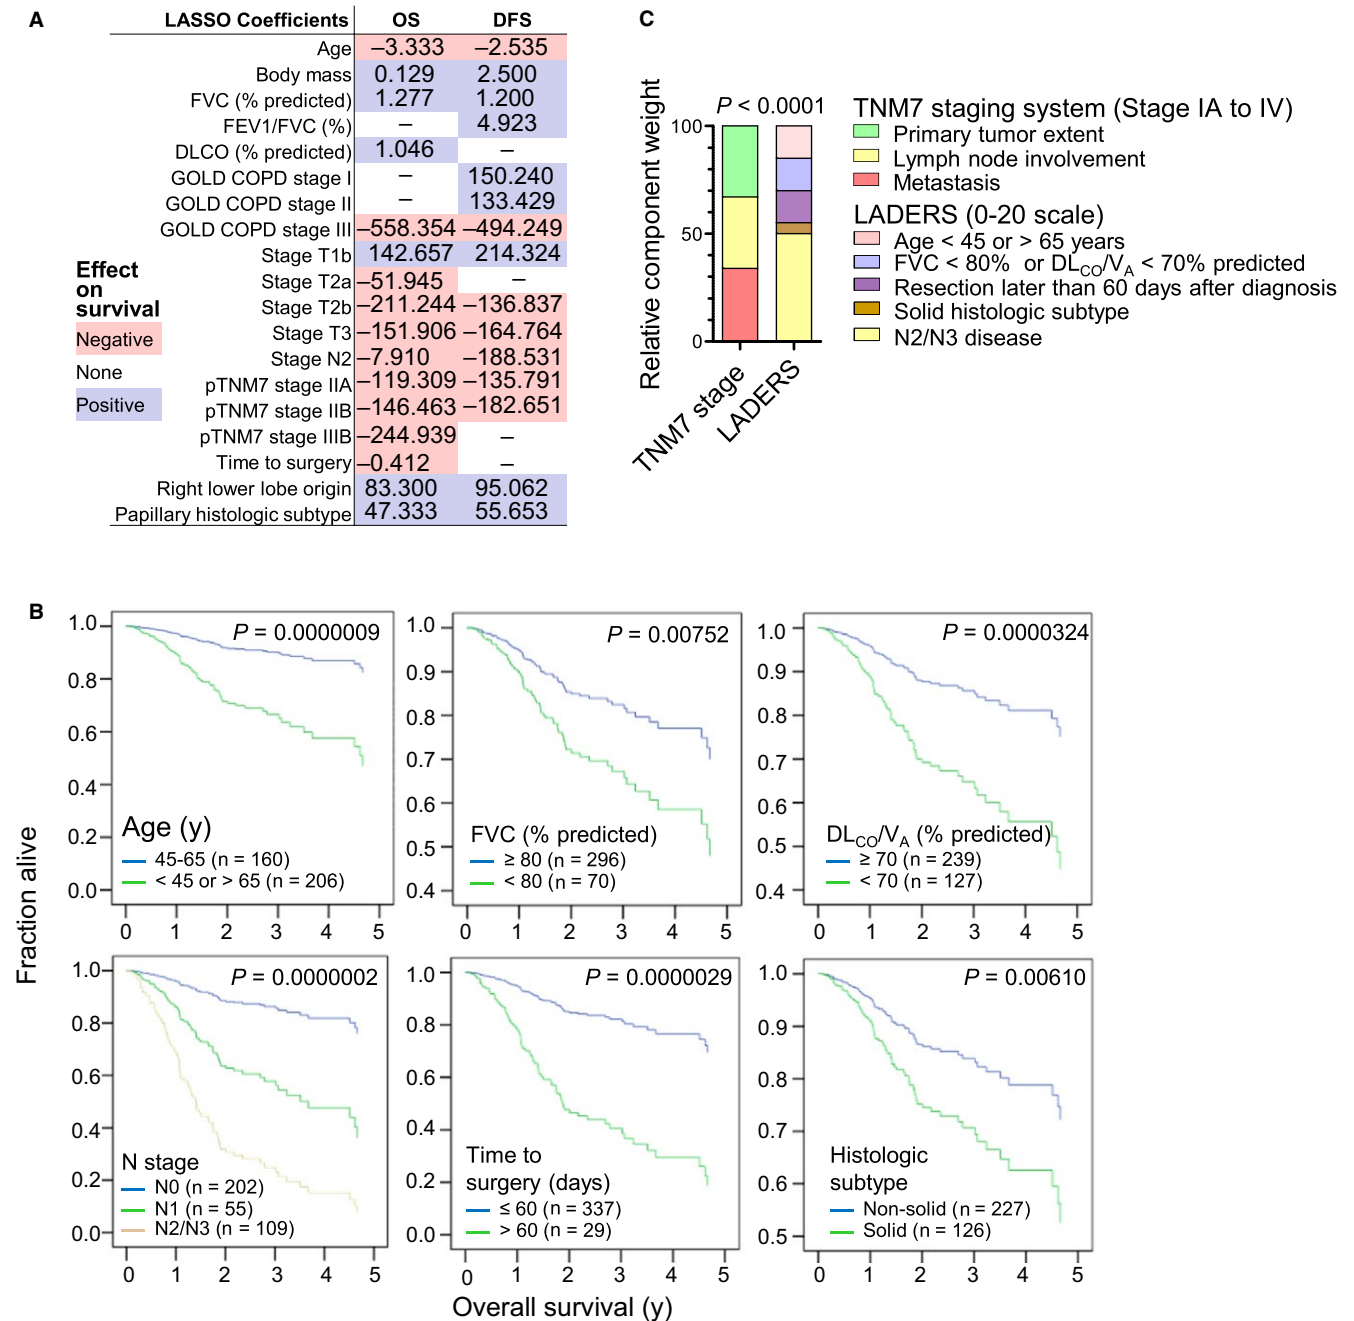 A
LASSO Coefficients OS DFS
Age –3.333 –2.535
Body mass 0.129 2.500
FVC (% predicted) 1.277 1.200
FEV1/FVC (%) – 4.923
DLCO (% predicted) 1.046 –
GOLD COPD stage I – 150.240
GOLD COPD stage II – 133.429
GOLD COPD stage III –558.354 –494.249
Stage T1b 142.657 214.324
Stage T2a –51.945 –
Stage T2b –211.244 –136.837
Stage T3 –151.906 –164.764
Stage N2 –7.910 –188.531
pTNM7 stage IIA –119.309 –135.791
pTNM7 stage IIB –146.463 –182.651
pTNM7 stage IIIB –244.939 –
Time to surgery –0.412 –
Right lower lobe origin 83.300 95.062
Papillary histologic subtype 47.333 55.653
Effect
on
survival
Negative
None
Positive
C
Relative component weight
P < 0.0001
100
50
0
TNM7 stage
LADERS
TNM7 staging system (Stage IA to IV)
Primary tumor extent
Lymph node involvement
Metastasis
LADERS (0-20 scale)
Age < 45 or > 65 years
FVC < 80% or DLCO/VA < 70% predicted
Resection later than 60 days after diagnosis
Solid histologic subtype
N2/N3 disease
B
Fraction alive
1.0
0.8
0.6
0.4
0.2
0.0
P = 0.0000009
Age (y)
45-65 (n = 160)
< 45 or > 65 (n = 206)
0 1 2 3 4 5
1.0
0.9
0.8
0.7
0.6
0.5
0.4
P = 0.00752
FVC (% predicted)
≥ 80 (n = 296)
< 80 (n = 70)
0 1 2 3 4 5
1.0
0.9
0.8
0.7
0.6
0.5
0.4
P = 0.0000324
DLCO/VA (% predicted)
≥ 70 (n = 239)
< 70 (n = 127)
0 1 2 3 4 5
1.0
0.8
0.6
0.4
0.2
0.0
P = 0.0000002
N stage
N0 (n = 202)
N1 (n = 55)
N2/N3 (n = 109)
0 1 2 3 4 5
1.0
0.8
0.6
0.4
0.2
0.0
P = 0.0000029
Time to
surgery (days)
≤ 60 (n = 337)
> 60 (n = 29)
0 1 2 3 4 5
1.0
0.9
0.8
0.7
0.6
0.5
P = 0.00610
Histologic
subtype
Non-solid (n = 227)
Solid (n = 126)
0 1 2 3 4 5
Overall survival (y)